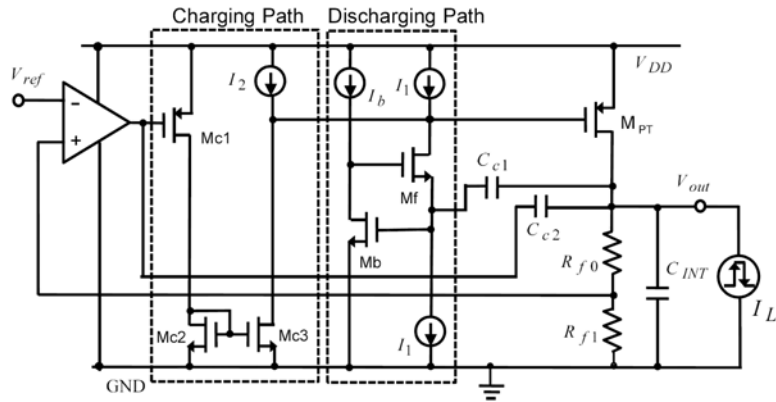 Charging Path
Discharging Path
V_ref
−
+
Mc1
I_2
I_b
I_1
V_DD
M_PT
Mf
C_c1
V_out
C_c2
Mb
R_f0
C_INT
I_L
Mc2
Mc3
I_1
R_f1
GND